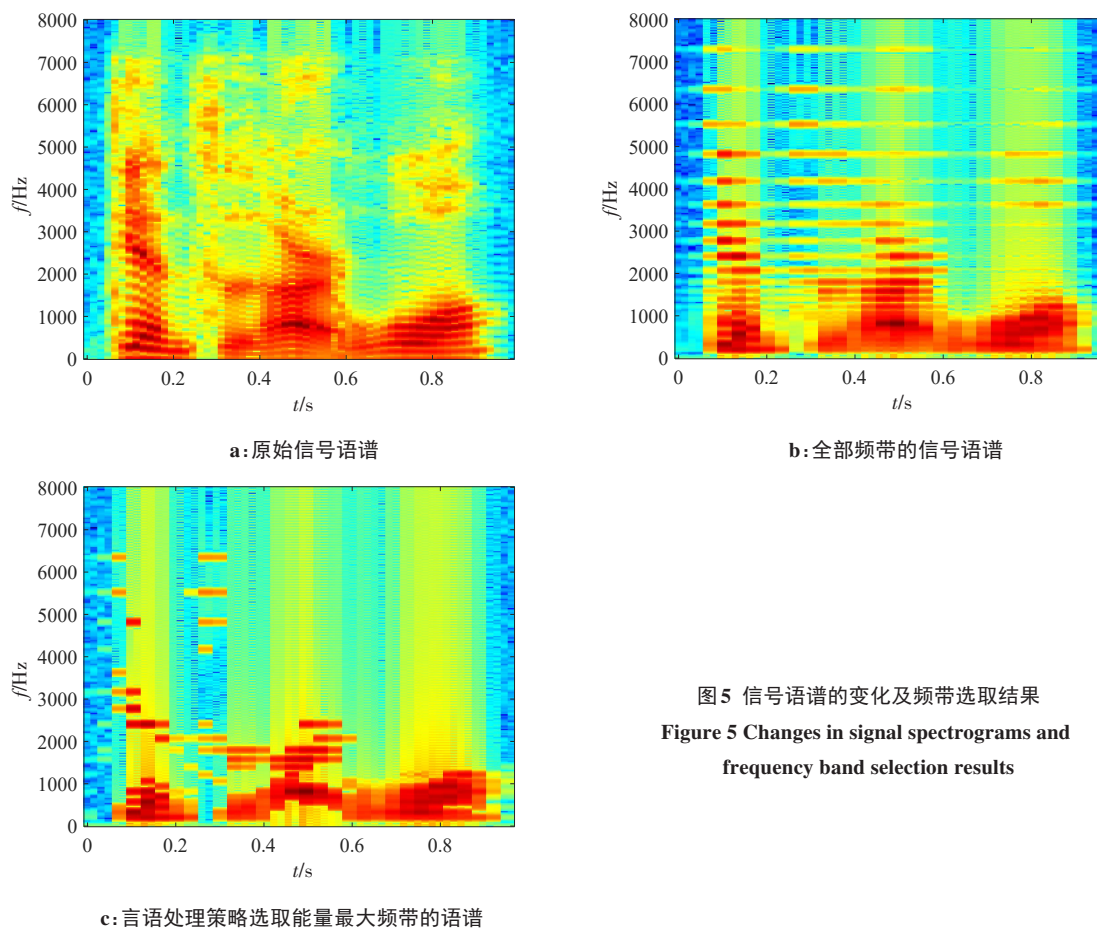 8000
7000
6000
5000
4000
3000
2000
1000
0
f/Hz
0 0.2 0.4 0.6 0.8
t/s
a:原始信号语谱
8000
7000
6000
5000
4000
3000
2000
1000
0
f/Hz
0 0.2 0.4 0.6 0.8
t/s
b:全部频带的信号语谱
8000
7000
6000
5000
4000
3000
2000
1000
0
f/Hz
0 0.2 0.4 0.6 0.8
t/s
c:言语处理策略选取能量最大频带的语谱
图5 信号语谱的变化及频带选取结果
Figure 5 Changes in signal spectrograms and
frequency band selection results